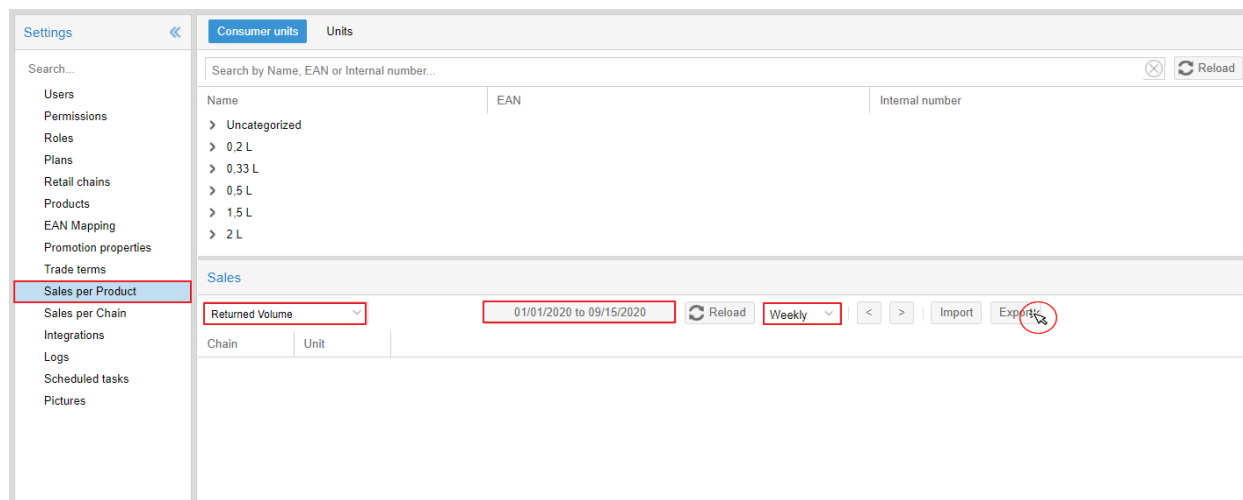 Settings
Search...
Users
Permissions
Roles
Plans
Retail chains
Products
EAN Mapping
Promotion properties
Trade terms
Sales per Product
Sales per Chain
Integrations
Logs
Scheduled tasks
Pictures
Consumer units Units
Search by Name, EAN or Internal number... Reload
Name EAN Internal number
Uncategorized
0,2 L
0,33 L
0,5 L
1,5 L
2 L
Sales
Returned Volume 01/01/2020 to 09/15/2020 Reload Weekly < > Import Export
Chain Unit